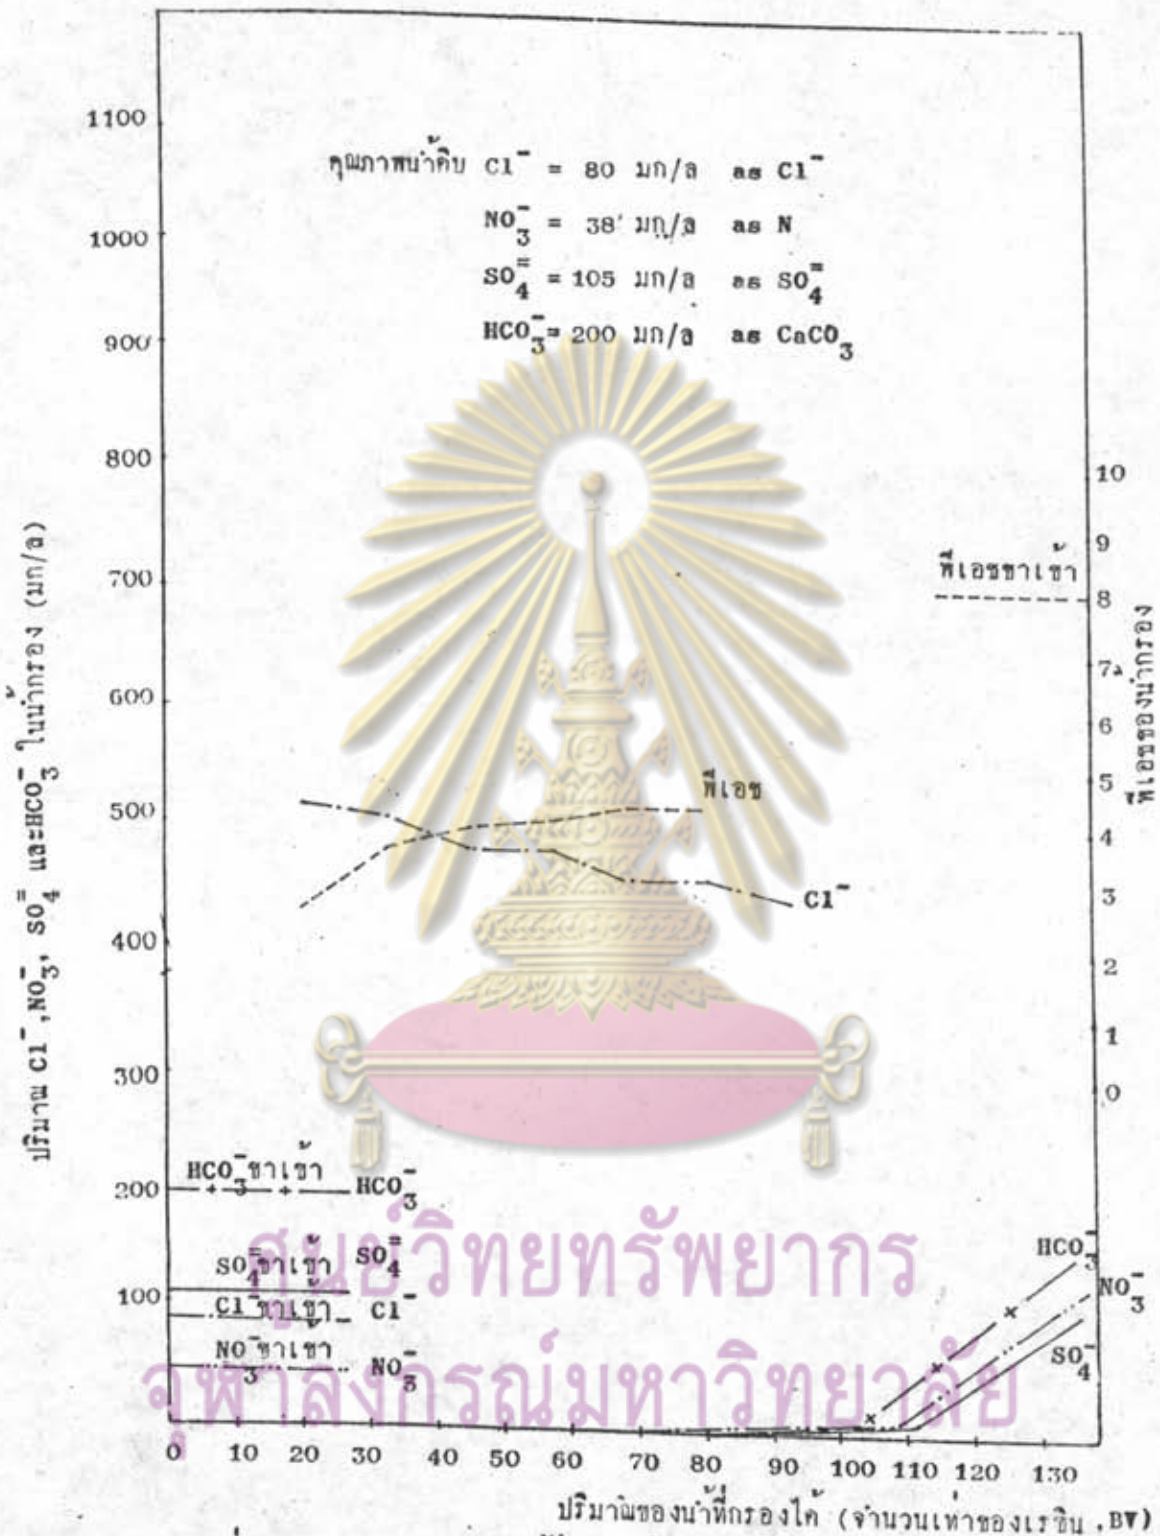 คุณภาพน้ำดิบ Cl⁻ = 80 มก/ล as Cl⁻
NO₃⁻ = 38 มก/ล as N
SO₄⁼ = 105 มก/ล as SO₄⁼
HCO₃⁻ = 200 มก/ล as CaCO₃
1100
1000
900
800
700
600
500
400
300
200
100
ปริมาณ Cl⁻, NO₃⁻, SO₄⁼ และHCO₃⁻ ในน้ำกรอง (มก/ล)
10
9
8
7
6
5
4
3
2
1
0
พีเอชของน้ำกรอง
พีเอชขาเข้า
พีเอช
Cl⁻
HCO₃⁻ขาเข้า HCO₃⁻
SO₄⁼ขาเข้า SO₄⁼
Cl⁻ขาเข้า Cl⁻
NO₃⁻ขาเข้า NO₃⁻
HCO₃⁻
NO₃⁻
SO₄⁻
ศูนย์วิทยทรัพยากร
จุฬาลงกรณ์มหาวิทยาลัย
0 10 20 30 40 50 60 70 80 90 100 110 120 130
ปริมาณของน้ำที่กรองได้ (จำนวนเท่าของเรซิน ,BV)